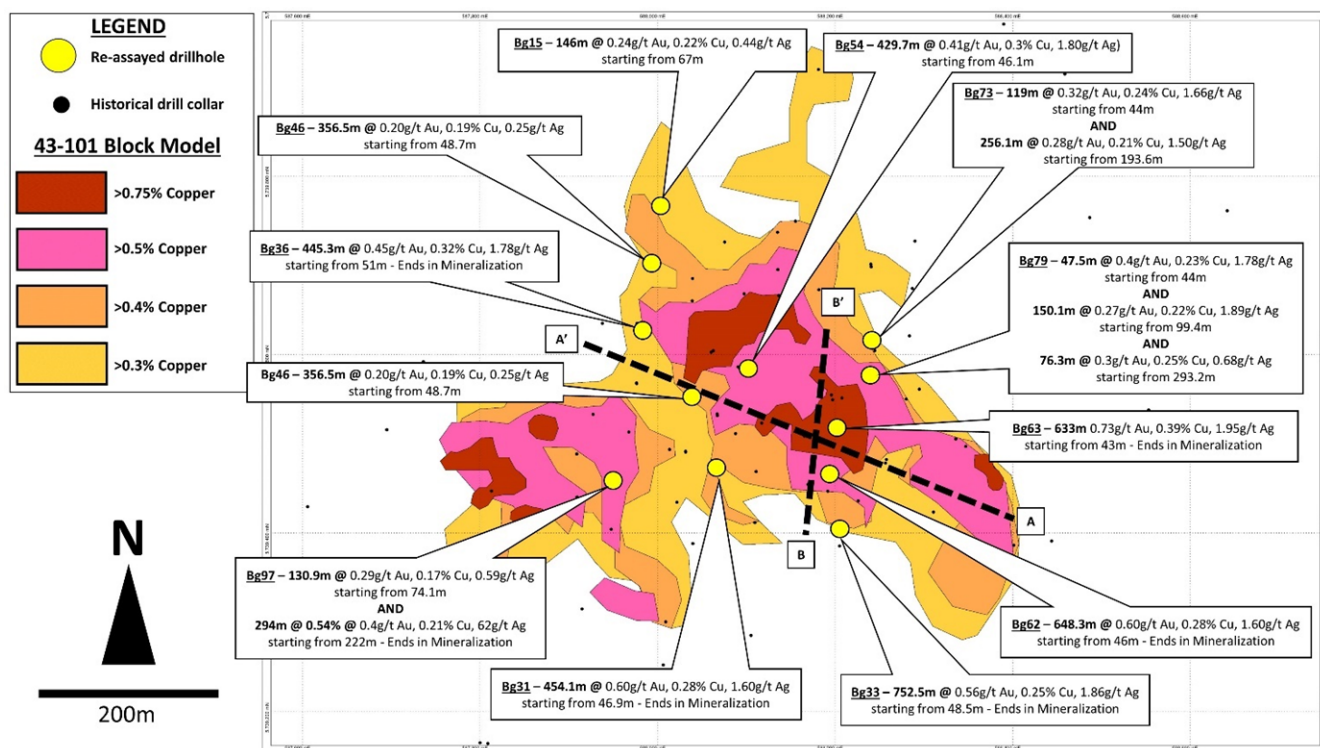 LEGEND
Re-assayed drillhole
Historical drill collar
43-101 Block Model
>0.75% Copper
>0.5% Copper
>0.4% Copper
>0.3% Copper
N
200m
Bg15 – 146m @ 0.24g/t Au, 0.22% Cu, 0.44g/t Ag
starting from 67m
Bg54 – 429.7m @ 0.41g/t Au, 0.3% Cu, 1.80g/t Ag)
starting from 46.1m
Bg73 – 119m @ 0.32g/t Au, 0.24% Cu, 1.66g/t Ag
starting from 44m
AND
256.1m @ 0.28g/t Au, 0.21% Cu, 1.50g/t Ag
starting from 193.6m
Bg46 – 356.5m @ 0.20g/t Au, 0.19% Cu, 0.25g/t Ag
starting from 48.7m
Bg36 – 445.3m @ 0.45g/t Au, 0.32% Cu, 1.78g/t Ag
starting from 51m - Ends in Mineralization
Bg79 – 47.5m @ 0.4g/t Au, 0.23% Cu, 1.78g/t Ag
starting from 44m
AND
150.1m @ 0.27g/t Au, 0.22% Cu, 1.89g/t Ag
starting from 99.4m
AND
76.3m @ 0.3g/t Au, 0.25% Cu, 0.68g/t Ag
starting from 293.2m
B’
A’
Bg46 – 356.5m @ 0.20g/t Au, 0.19% Cu, 0.25g/t Ag
starting from 48.7m
Bg63 – 633m 0.73g/t Au, 0.39% Cu, 1.95g/t Ag
starting from 43m – Ends in Mineralization
A
B
Bg97 – 130.9m @ 0.29g/t Au, 0.17% Cu, 0.59g/t Ag
starting from 74.1m
AND
294m @ 0.54% @ 0.4g/t Au, 0.21% Cu, 62g/t Ag
starting from 222m - Ends in Mineralization
Bg62 – 648.3m @ 0.60g/t Au, 0.28% Cu, 1.60g/t Ag
starting from 46m – Ends in Mineralization
Bg31 – 454.1m @ 0.60g/t Au, 0.28% Cu, 1.60g/t Ag
starting from 46.9m – Ends in Mineralization
Bg33 – 752.5m @ 0.56g/t Au, 0.25% Cu, 1.86g/t Ag
starting from 48.5m – Ends in Mineralization